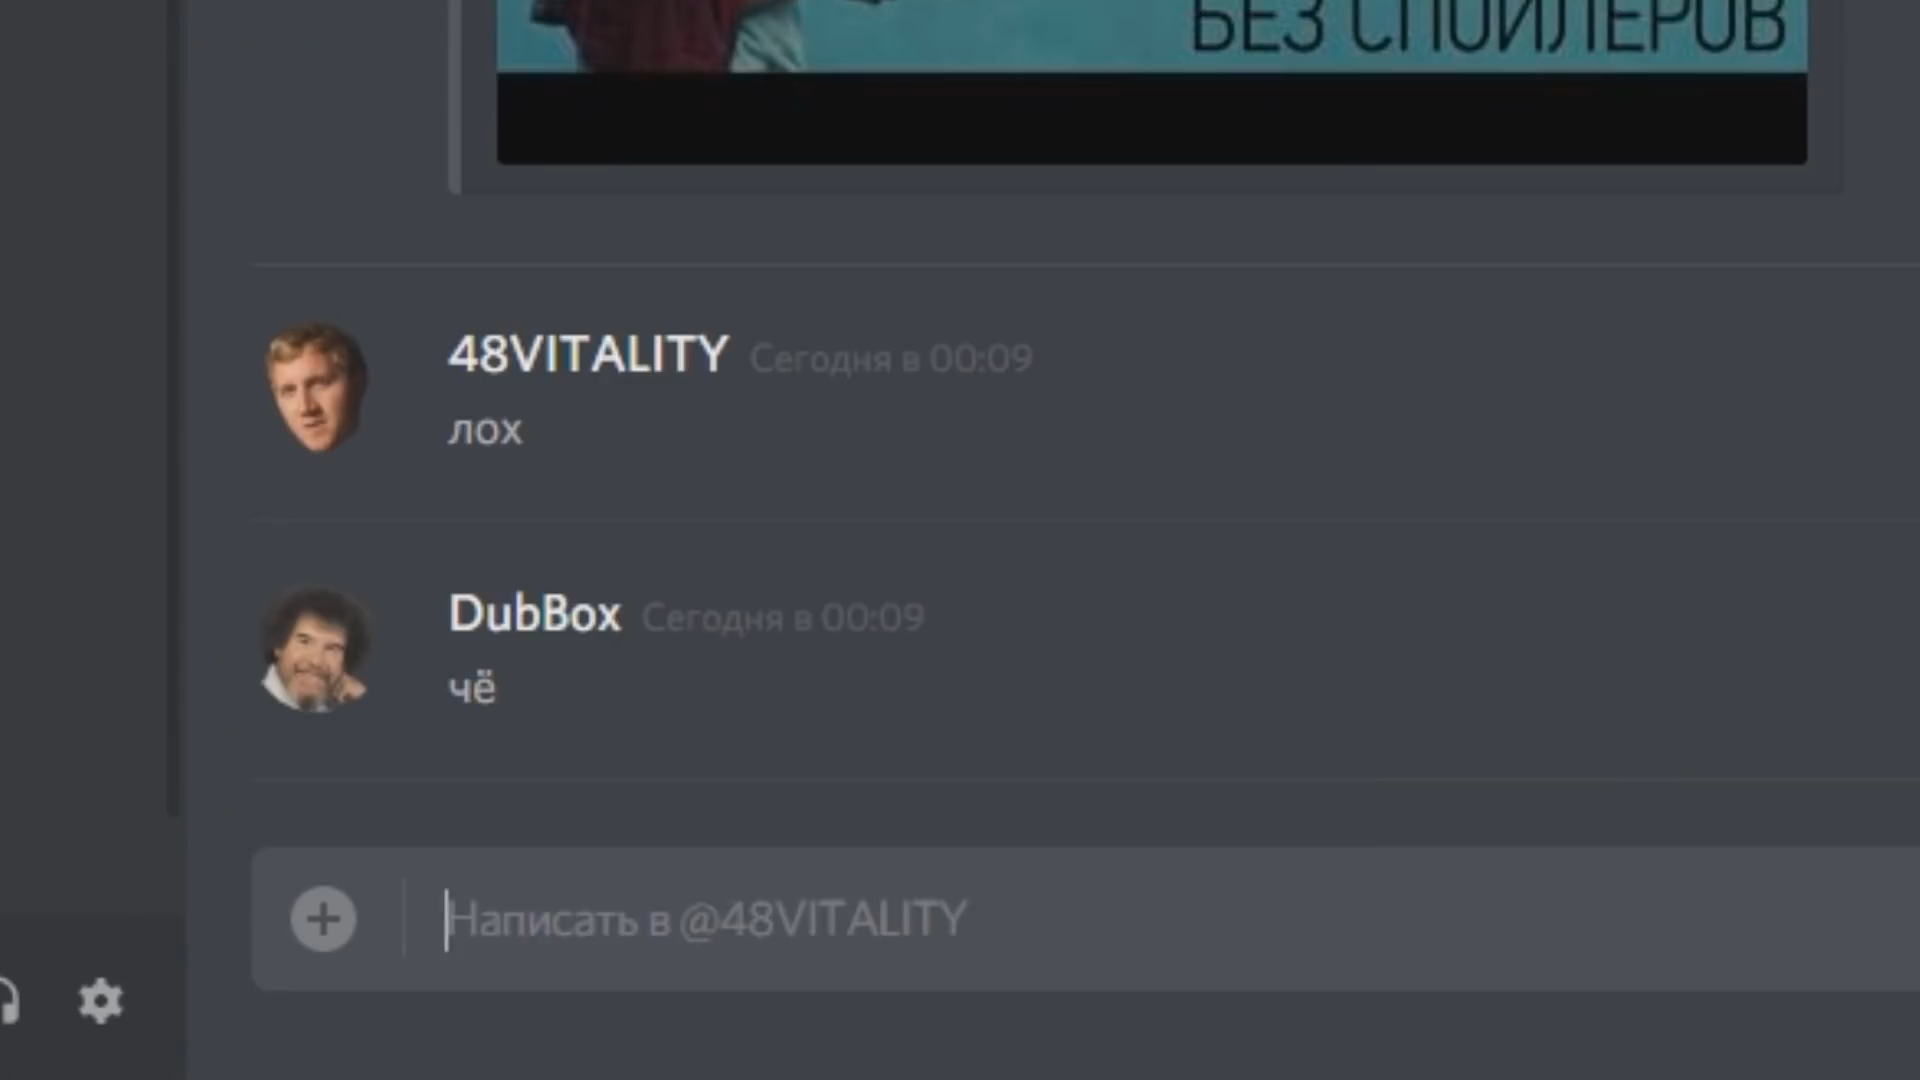 БЕЗ СПОЙЛЕРОВ
48VITALITY Сегодня в 00:09
лох
DubBox Сегодня в 00:09
чё
Написать в @48VITALITY